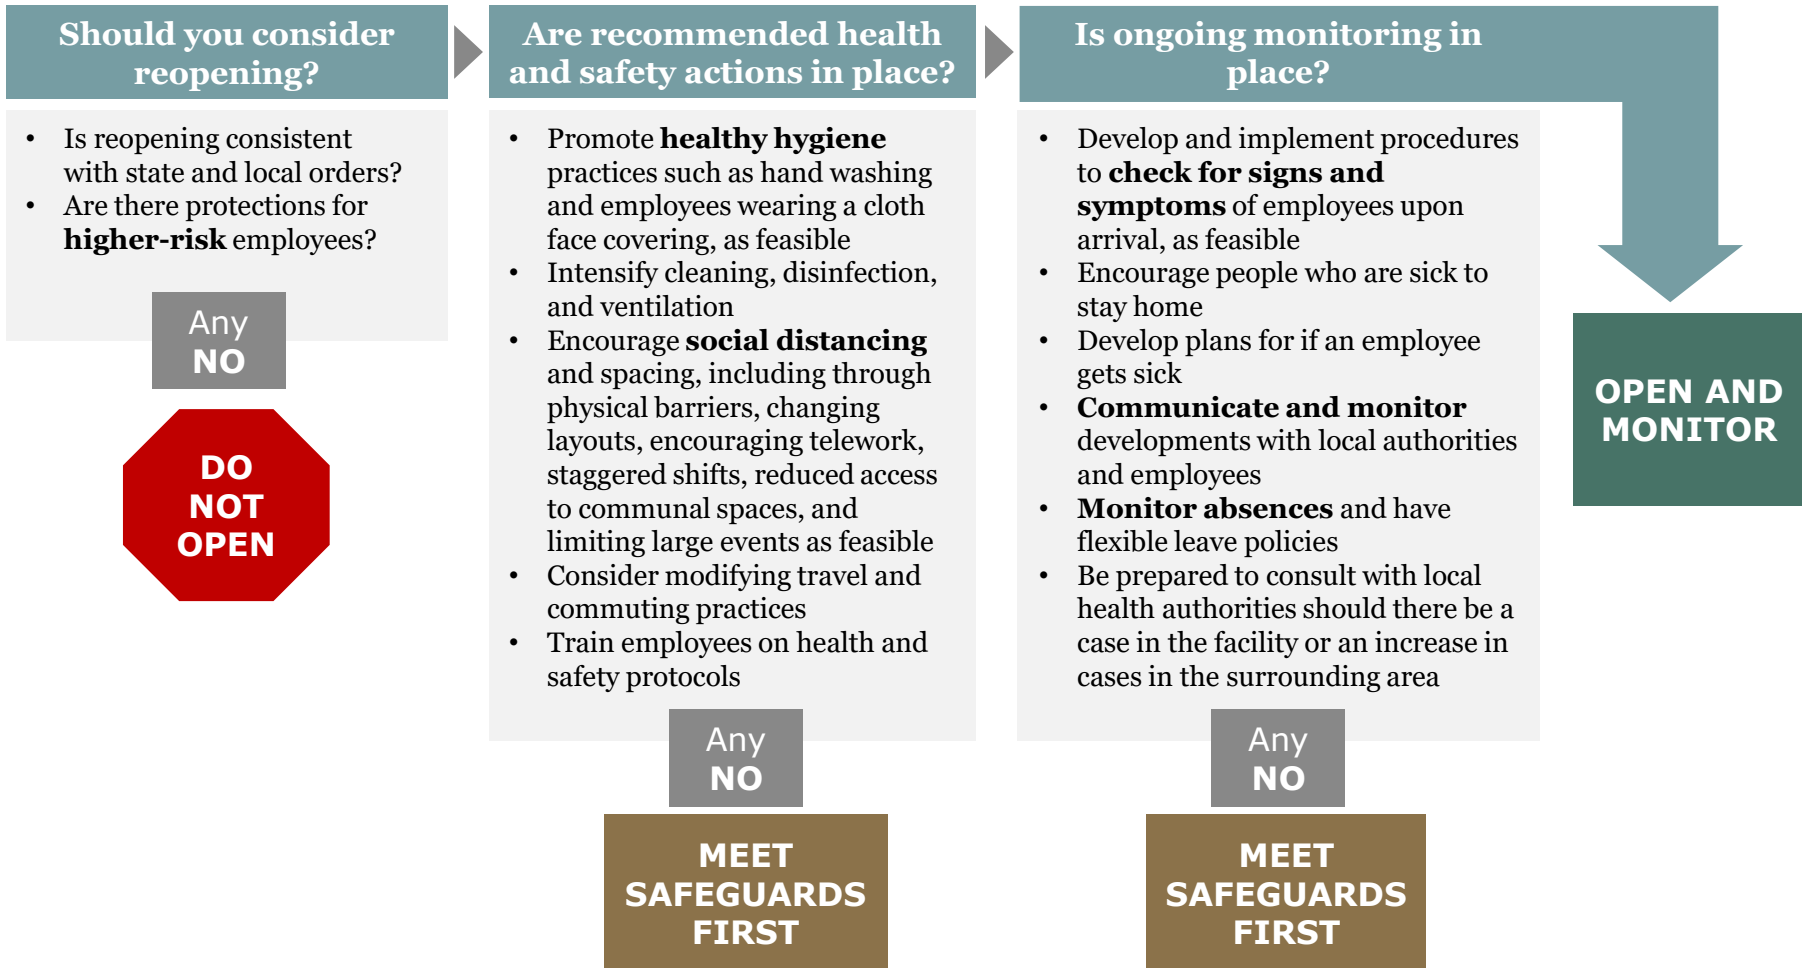 Should you consider
reopening?
• Is reopening consistent
with state and local orders?
• Are there protections for
higher-risk employees?
Any
NO
DO
NOT
OPEN
Are recommended health
and safety actions in place?
• Promote healthy hygiene
practices such as hand washing
and employees wearing a cloth
face covering, as feasible
• Intensify cleaning, disinfection,
and ventilation
• Encourage social distancing
and spacing, including through
physical barriers, changing
layouts, encouraging telework,
staggered shifts, reduced access
to communal spaces, and
limiting large events as feasible
• Consider modifying travel and
commuting practices
• Train employees on health and
safety protocols
Any
NO
MEET
SAFEGUARDS
FIRST
Is ongoing monitoring in
place?
• Develop and implement procedures
to check for signs and
symptoms of employees upon
arrival, as feasible
• Encourage people who are sick to
stay home
• Develop plans for if an employee
gets sick
• Communicate and monitor
developments with local authorities
and employees
• Monitor absences and have
flexible leave policies
• Be prepared to consult with local
health authorities should there be a
case in the facility or an increase in
cases in the surrounding area
Any
NO
MEET
SAFEGUARDS
FIRST
OPEN AND
MONITOR